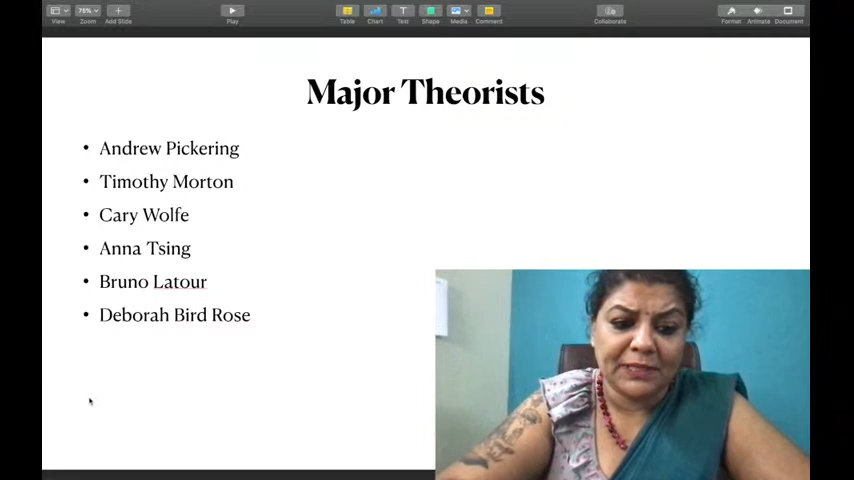 View
75%
Zoom
Add Slide
Play
Table
Chart
Text
Shape
Media
Comment
Collaborate
Format
Animate
Document
Major Theorists
• Andrew Pickering
• Timothy Morton
• Cary Wolfe
• Anna Tsing
• Bruno Latour
• Deborah Bird Rose